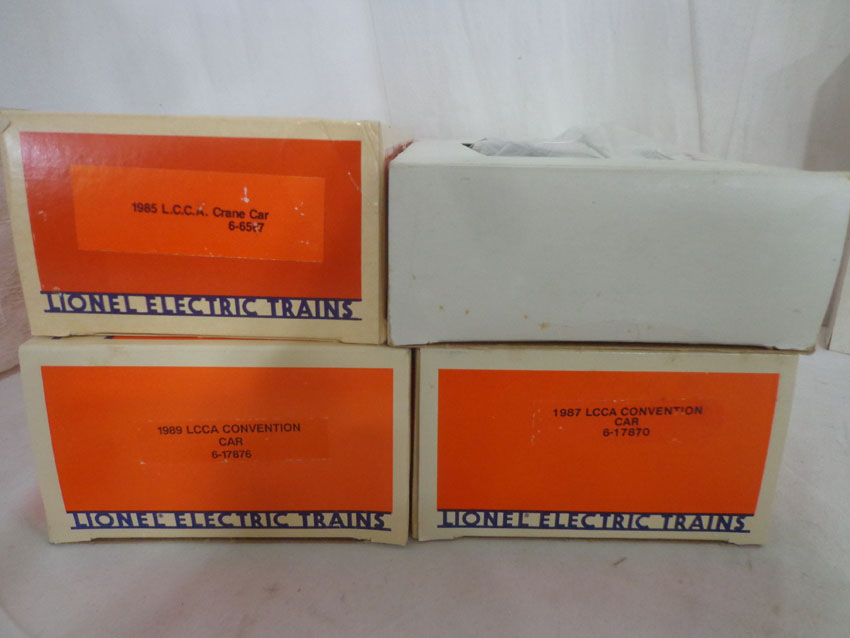 1985 L.C.C.A. Crane Car
LIONEL ELECTRIC TRAINS
1989 LCCA CONVENTION
CAR
6-17876
LIONEL ELECTRIC TRAINS
1987 LCCA CONVENTION
CAR
6-17870
LIONEL ELECTRIC TRAINS